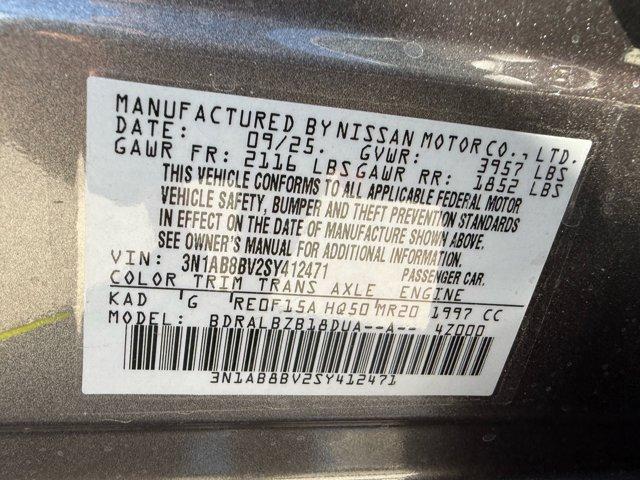 MANUFACTURED BY NISSAN MOTOR CO., LTD.
DATE: 09/25. GVWR: 3957 LBS
GAWR FR: 2116 LBS GAWR RR: 1852 LBS
THIS VEHICLE CONFORMS TO ALL APPLICABLE FEDERAL MOTOR
VEHICLE SAFETY, BUMPER AND THEFT PREVENTION STANDARDS
IN EFFECT ON THE DATE OF MANUFACTURE SHOWN ABOVE.
SEE OWNER'S MANUAL FOR ADDITIONAL INFORMATION.
VIN: 3N1AB8BV2SY412471 PASSENGER CAR.
COLOR TRIM TRANS AXLE ENGINE
KAD G RE0F15A HQ50 MR20 1997 CC
MODEL: BDRALBZB18DUA--A-- 4Z000
3N1AB8BV2SY412471